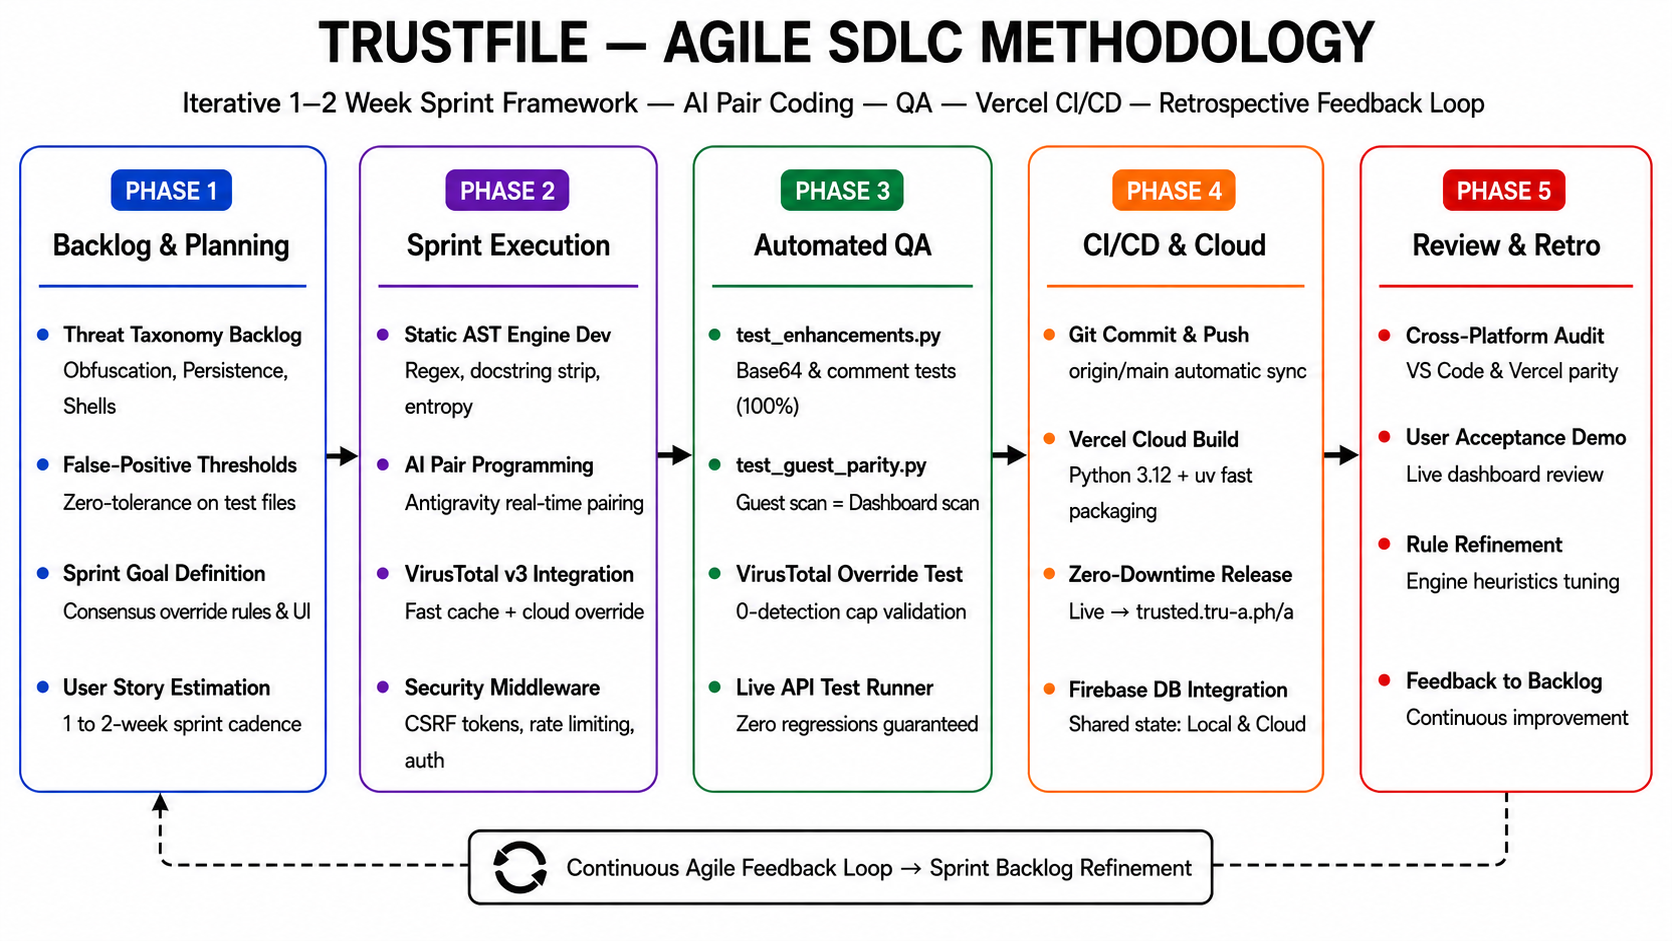 TRUSTFILE — AGILE SDLC METHODOLOGY
Iterative 1–2 Week Sprint Framework — AI Pair Coding — QA — Vercel CI/CD — Retrospective Feedback Loop
PHASE 1
Backlog & Planning
Threat Taxonomy Backlog
Obfuscation, Persistence,
Shells
False-Positive Thresholds
Zero-tolerance on test files
Sprint Goal Definition
Consensus override rules & UI
User Story Estimation
1 to 2-week sprint cadence
PHASE 2
Sprint Execution
Static AST Engine Dev
Regex, docstring strip,
entropy
AI Pair Programming
Antigravity real-time pairing
VirusTotal v3 Integration
Fast cache + cloud override
Security Middleware
CSRF tokens, rate limiting,
auth
PHASE 3
Automated QA
test_enhancements.py
Base64 & comment tests
(100%)
test_guest_parity.py
Guest scan = Dashboard scan
VirusTotal Override Test
0-detection cap validation
Live API Test Runner
Zero regressions guaranteed
PHASE 4
CI/CD & Cloud
Git Commit & Push
origin/main automatic sync
Vercel Cloud Build
Python 3.12 + uv fast
packaging
Zero-Downtime Release
Live → trusted.tru-a.ph/a
Firebase DB Integration
Shared state: Local & Cloud
PHASE 5
Review & Retro
Cross-Platform Audit
VS Code & Vercel parity
User Acceptance Demo
Live dashboard review
Rule Refinement
Engine heuristics tuning
Feedback to Backlog
Continuous improvement
Continuous Agile Feedback Loop → Sprint Backlog Refinement